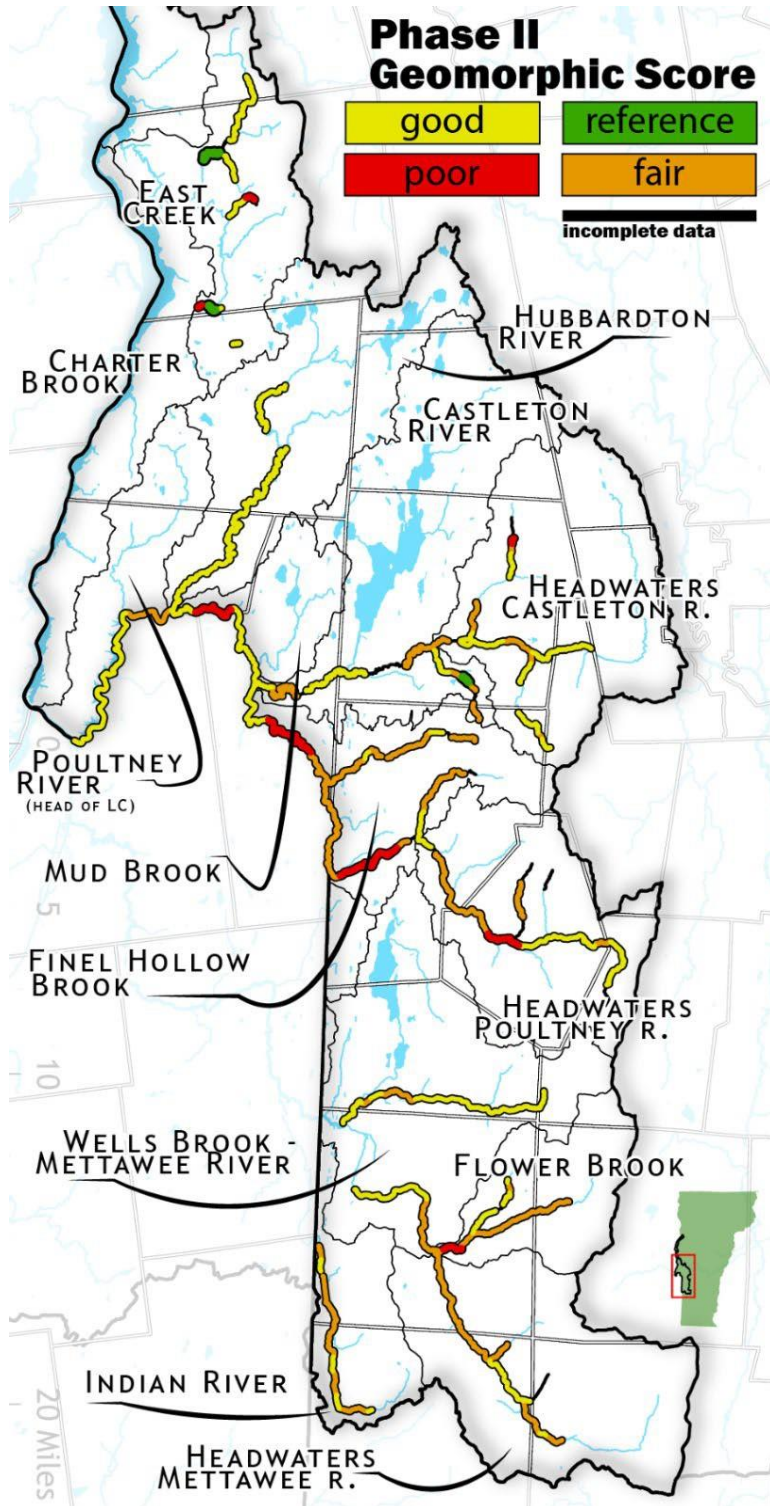 Phase II
Geomorphic Score
good
reference
poor
fair
incomplete data
EAST
CREEK
HUBBARDTON
RIVER
CHARTER
BROOK
CASTLETON
RIVER
HEADWATERS
CASTLETON R.
0
POULTNEY
RIVER
(HEAD OF LC)
MUD BROOK
5
FINEL HOLLOW
BROOK
HEADWATERS
POULTNEY R.
10
WELLS BROOK -
METTAWEE RIVER
FLOWER BROOK
INDIAN RIVER
20 Miles
HEADWATERS
METTAWEE R.